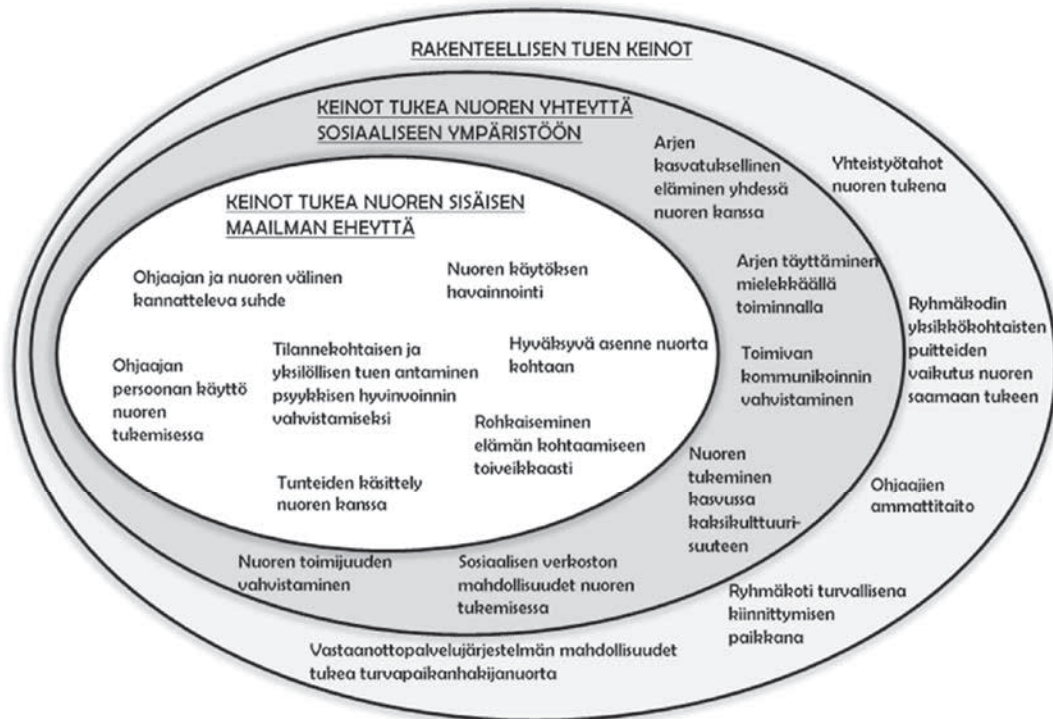 RAKENTEELLISEN TUEN KEINOT
KEINOT TUKEA NUOREN YHTEYTTÄ
SOSIAALISEEN YMPÄRISTÖÖN
Arjen
kasvatuksellinen
eläminen yhdessä
nuoren kanssa
Yhteistyötahot
nuoren tukena
KEINOT TUKEA NUOREN SISÄISEN
MAAILMAN EHEYTTÄ
Ohjaajan ja nuoren välinen
kannatteleva suhde
Nuoren käytöksen
havainnointi
Arjen täyttäminen
mielekkäällä
toiminnalla
Ryhmäkodin
yksikkökohtaisten
puitteiden
vaikutus nuoren
saamaan tukeen
Ohjaajan
persoonan käyttö
nuoren
tukemisessa
Tilannekohtaisen ja
yksilöllisen tuen antaminen
psyykkisen hyvinvoinnin
vahvistamiseksi
Hyväksyvä asenne nuorta
kohtaan
Toimivan
kommunikoinnin
vahvistaminen
Rohkaiseminen
elämän kohtaamiseen
toiveikkaasti
Tunteiden käsittely
nuoren kanssa
Nuoren
tukeminen
kasvussa
kaksikulttuuri-
suuteen
Ohjaajien
ammattitaito
Nuoren toimijuuden
vahvistaminen
Sosiaalisen verkoston
mahdollisuudet nuoren
tukemisessa
Ryhmäkoti turvallisena
kiinnittymisen
paikkana
Vastaanottopalvelujärjestelmän mahdollisuudet
tukea turvapaikanhakijanuorta